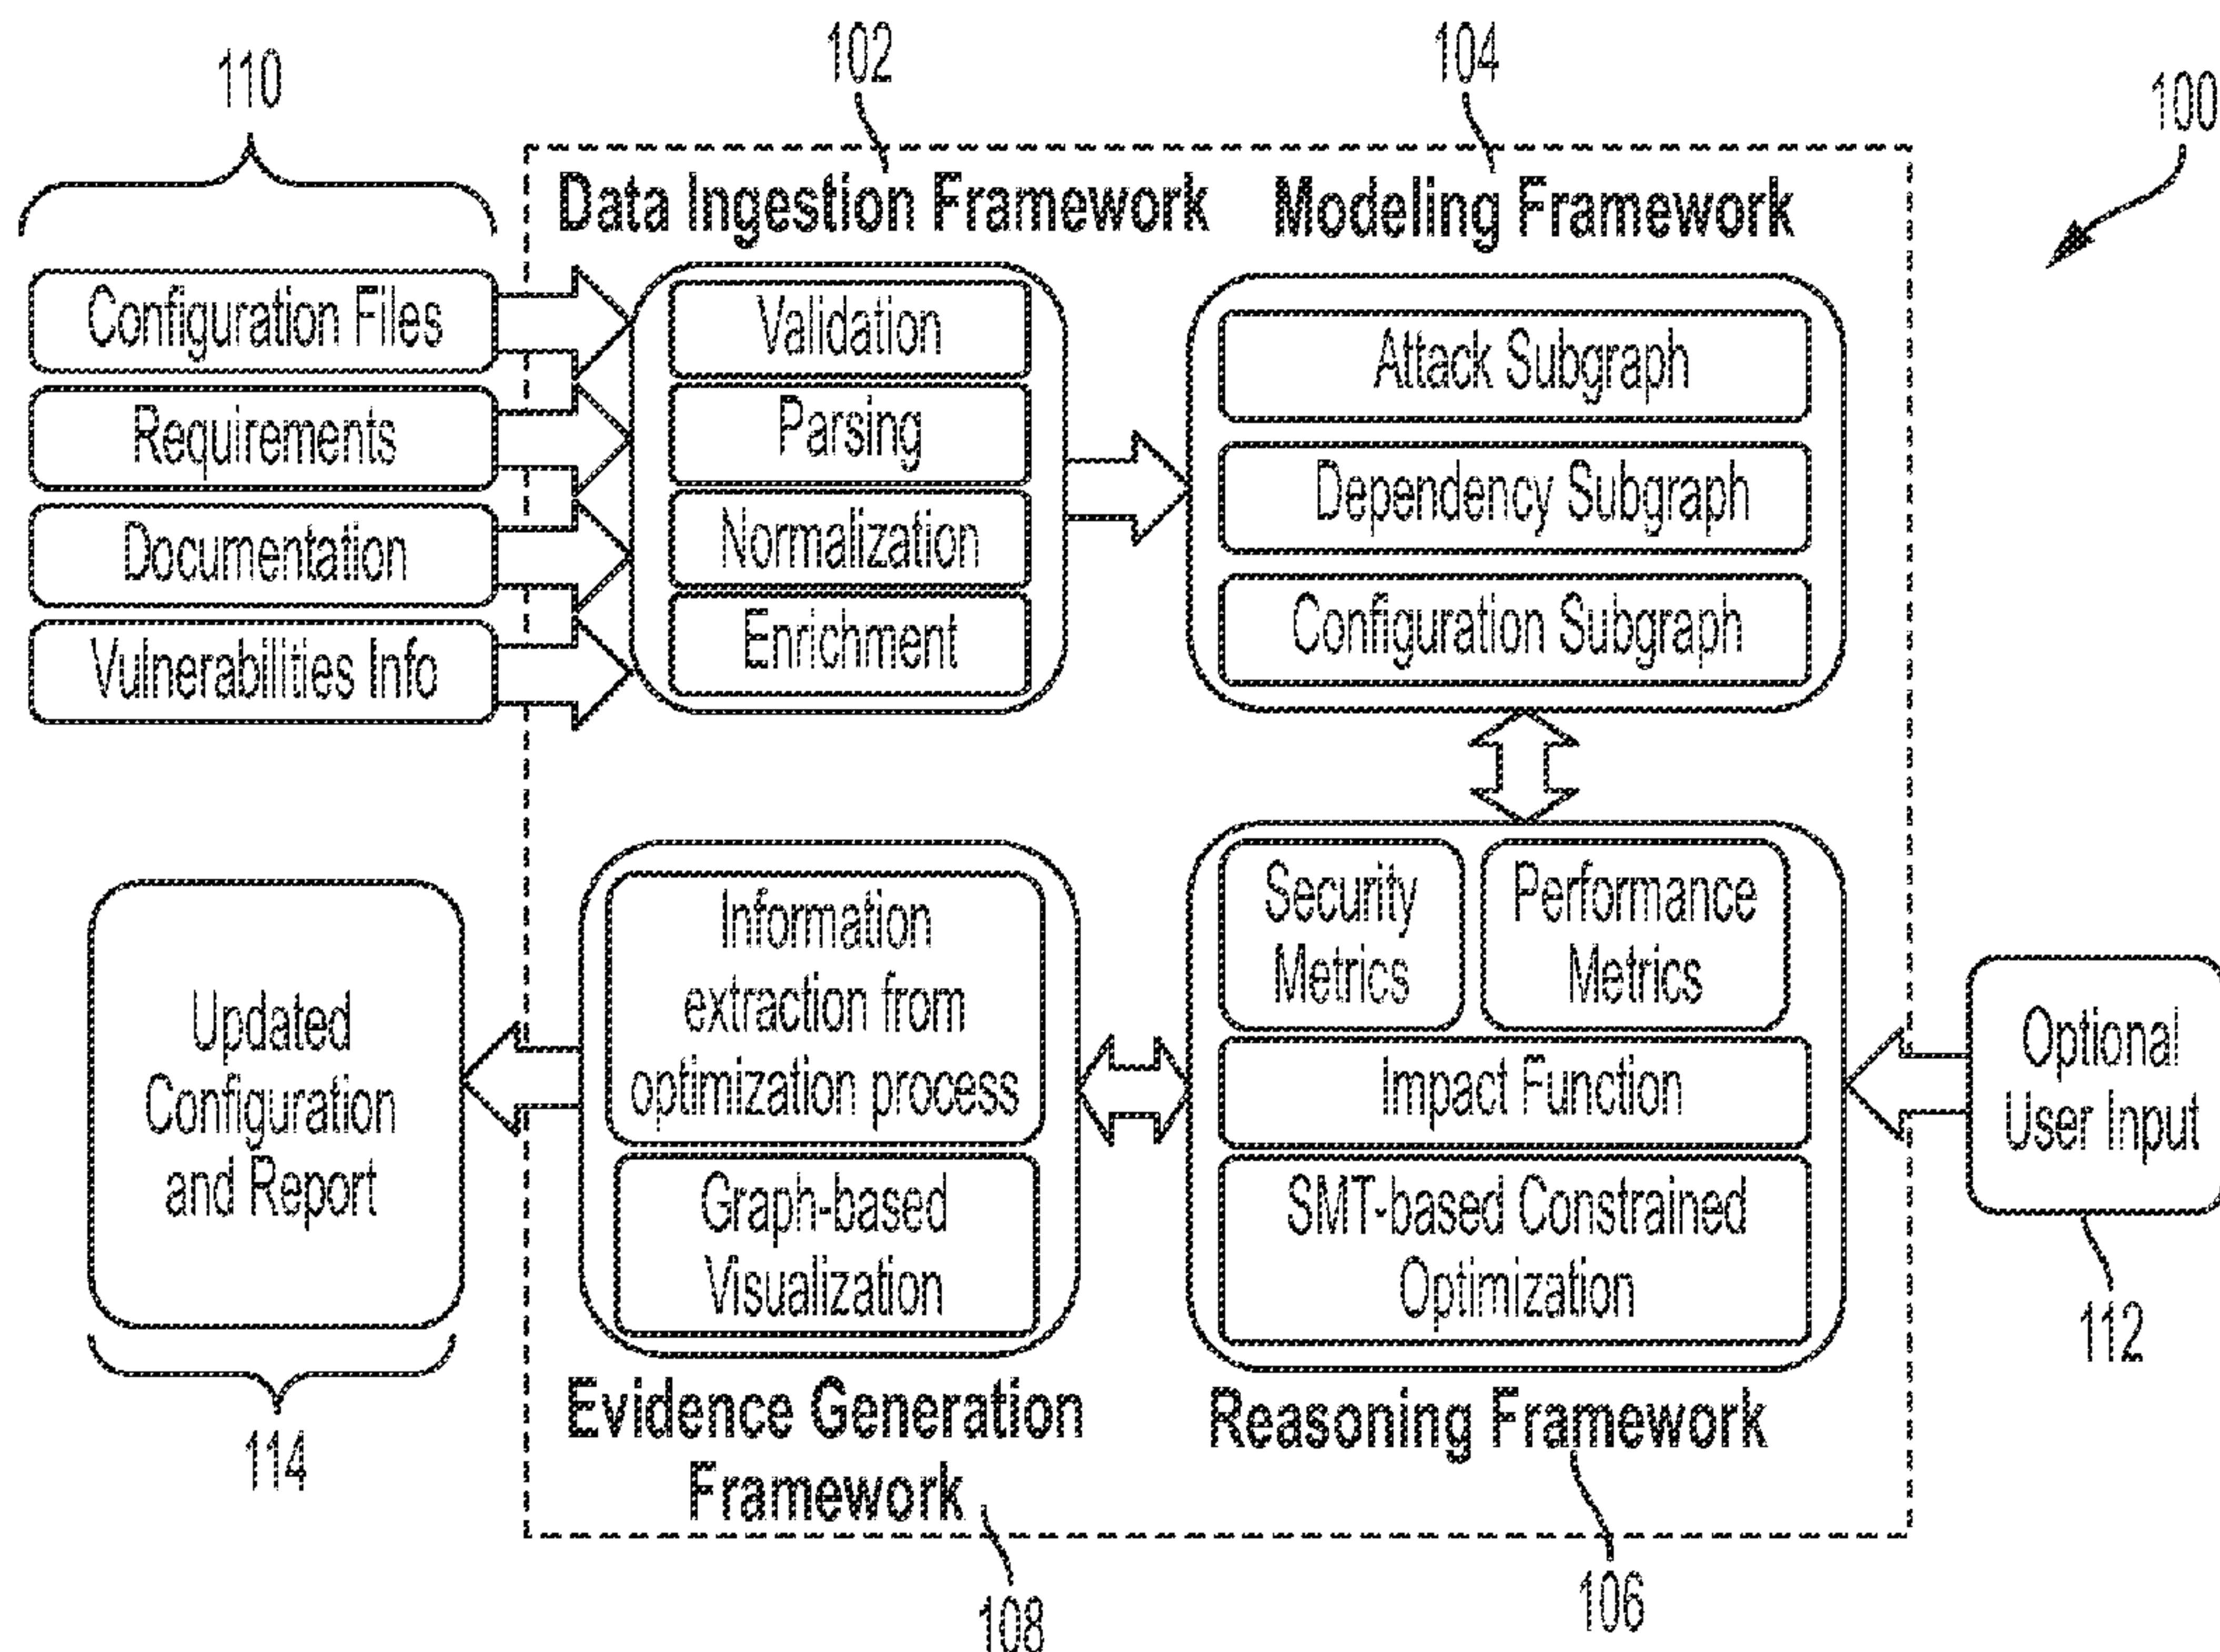 110
102
104
100
Data Ingestion Framework
Modeling Framework
Configuration Files
Requirements
Documentation
Vulnerabilities Info
Validation
Parsing
Normalization
Enrichment
Attack Subgraph
Dependency Subgraph
Configuration Subgraph
Updated
Configuration
and Report
114
Information
extraction from
optimization process
Graph-based
Visualization
Evidence Generation
Framework
108
Security
Metrics
Performance
Metrics
Impact Function
SMT-based Constrained
Optimization
Reasoning Framework
106
Optional
User Input
112